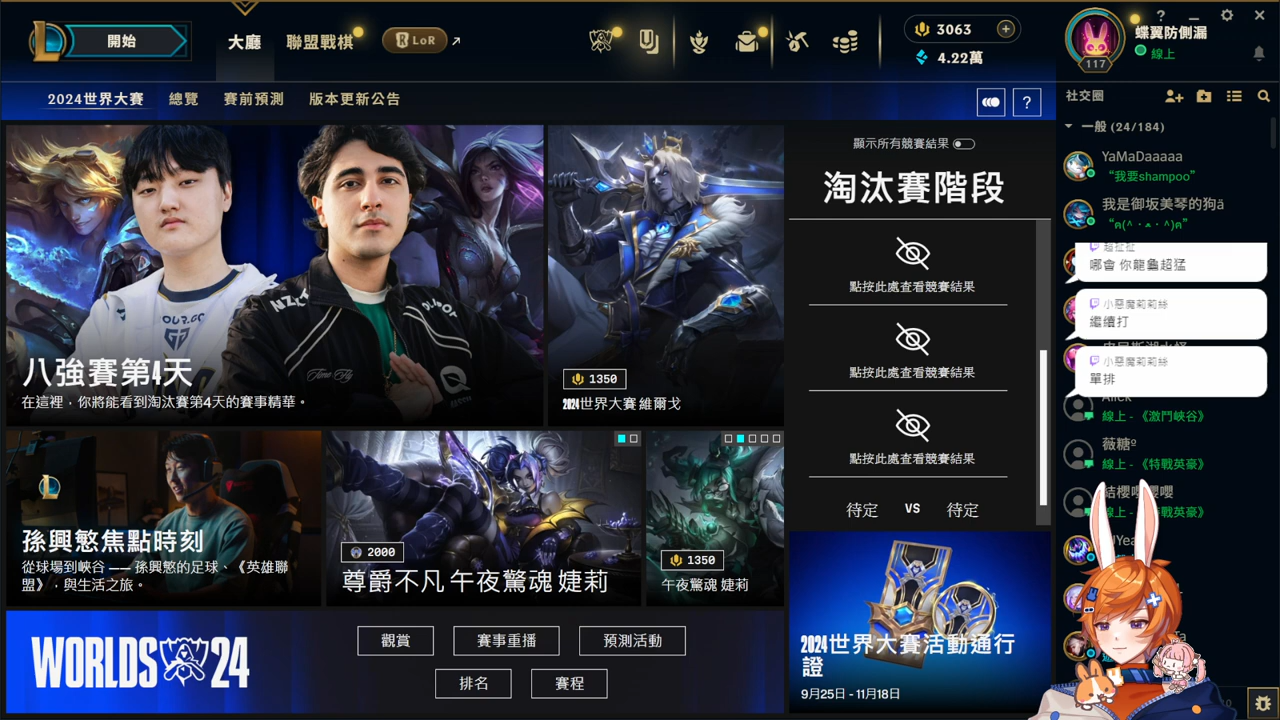 開始
大廳
聯盟戰棋
LoR
3063
4.22萬
117
蝶翼防側漏
線上
2024世界大賽
總覽
賽前預測
版本更新公告
?
社交圈
一般 (24/184)
YaMaDaaaaa
“我要shampoo”
我是御坂美琴的狗ā
哪會 你龍龜超猛
小惡魔莉莉絲
繼續打
小惡魔莉莉絲
單排
線上 - 《激鬥峽谷》
薇糖º
線上 - 《特戰英豪》
八強賽第4天
在這裡，你將能看到淘汰賽第4天的賽事精華。
1350
2024世界大賽 維爾戈
顯示所有競賽結果
淘汰賽階段
點按此處查看競賽結果
點按此處查看競賽結果
點按此處查看競賽結果
待定 VS 待定
孫興慜焦點時刻
從球場到峽谷 —— 孫興慜的足球、《英雄聯
盟》，與生活之旅。
2000
尊爵不凡 午夜驚魂 婕莉
1350
午夜驚魂 婕莉
WORLDS 24
觀賞
賽事重播
預測活動
排名
賽程
2024世界大賽活動通行
證
9月25日 - 11月18日